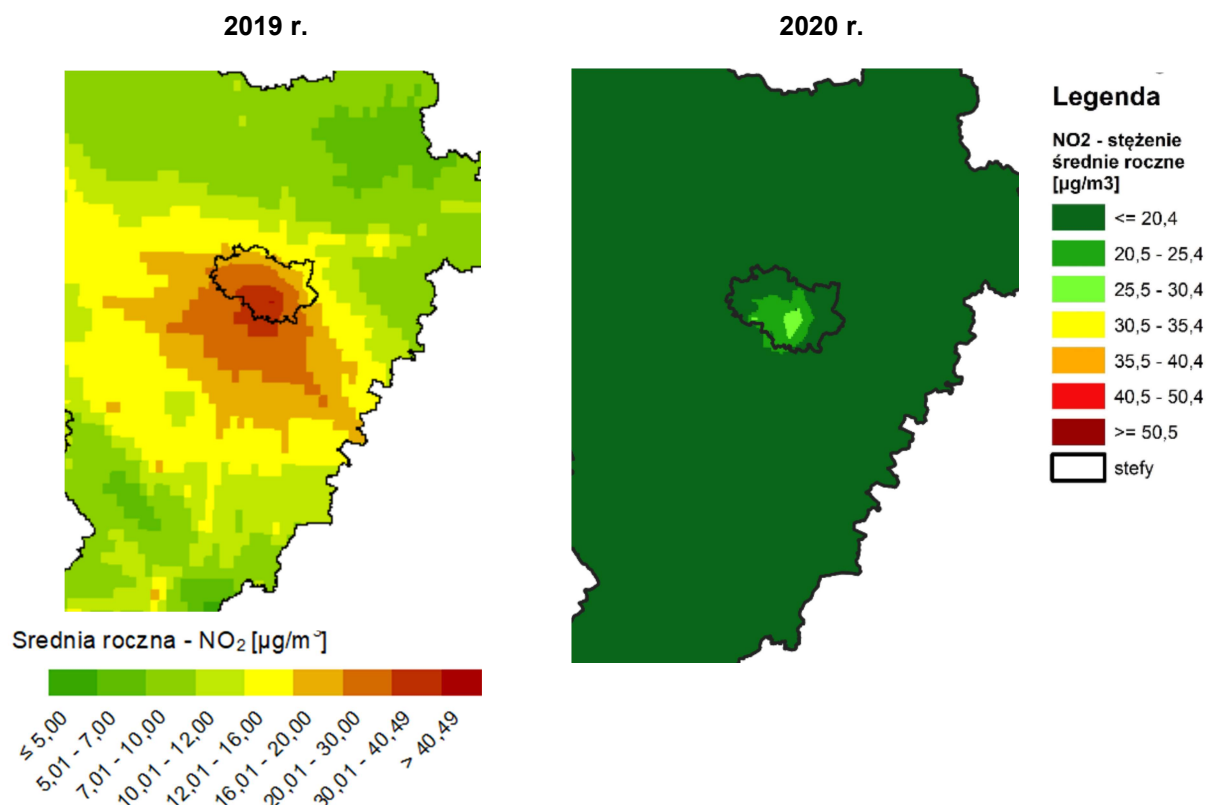 2019 r.
2020 r.
Legenda
NO2 - stężenie
średnie roczne
[µg/m3]
<= 20,4
20,5 - 25,4
25,5 - 30,4
30,5 - 35,4
35,5 - 40,4
40,5 - 50,4
>= 50,5
stefy
Srednia roczna - NO₂ [µg/m³]
≤ 5,00
5,01 - 7,00
7,01 - 10,00
10,01 - 12,00
12,01 - 16,00
16,01 - 20,00
20,01 - 30,00
30,01 - 40,49
> 40,49